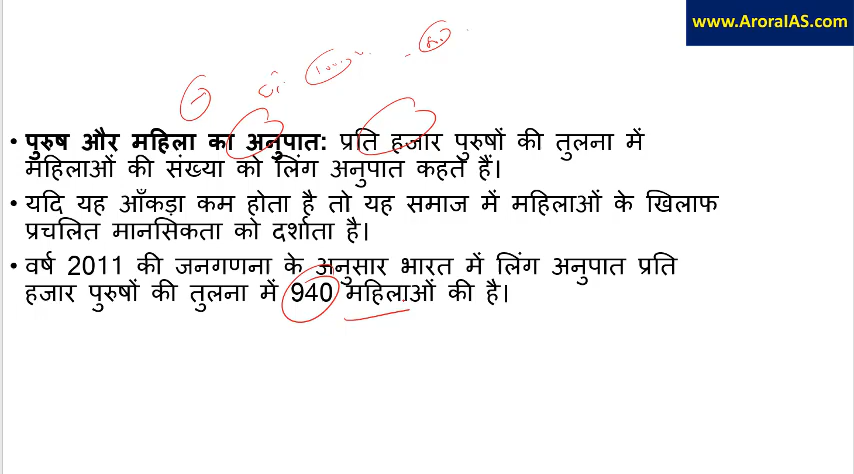 www.AroraIAS.com
• पुरुष और महिला का अनुपात: प्रति हजार पुरुषों की तुलना में
महिलाओं की संख्या को लिंग अनुपात कहते हैं।
• यदि यह आँकड़ा कम होता है तो यह समाज में महिलाओं के खिलाफ
प्रचलित मानसिकता को दर्शाता है।
• वर्ष 2011 की जनगणना के अनुसार भारत में लिंग अनुपात प्रति
हजार पुरुषों की तुलना में 940 महिलाओं की है।